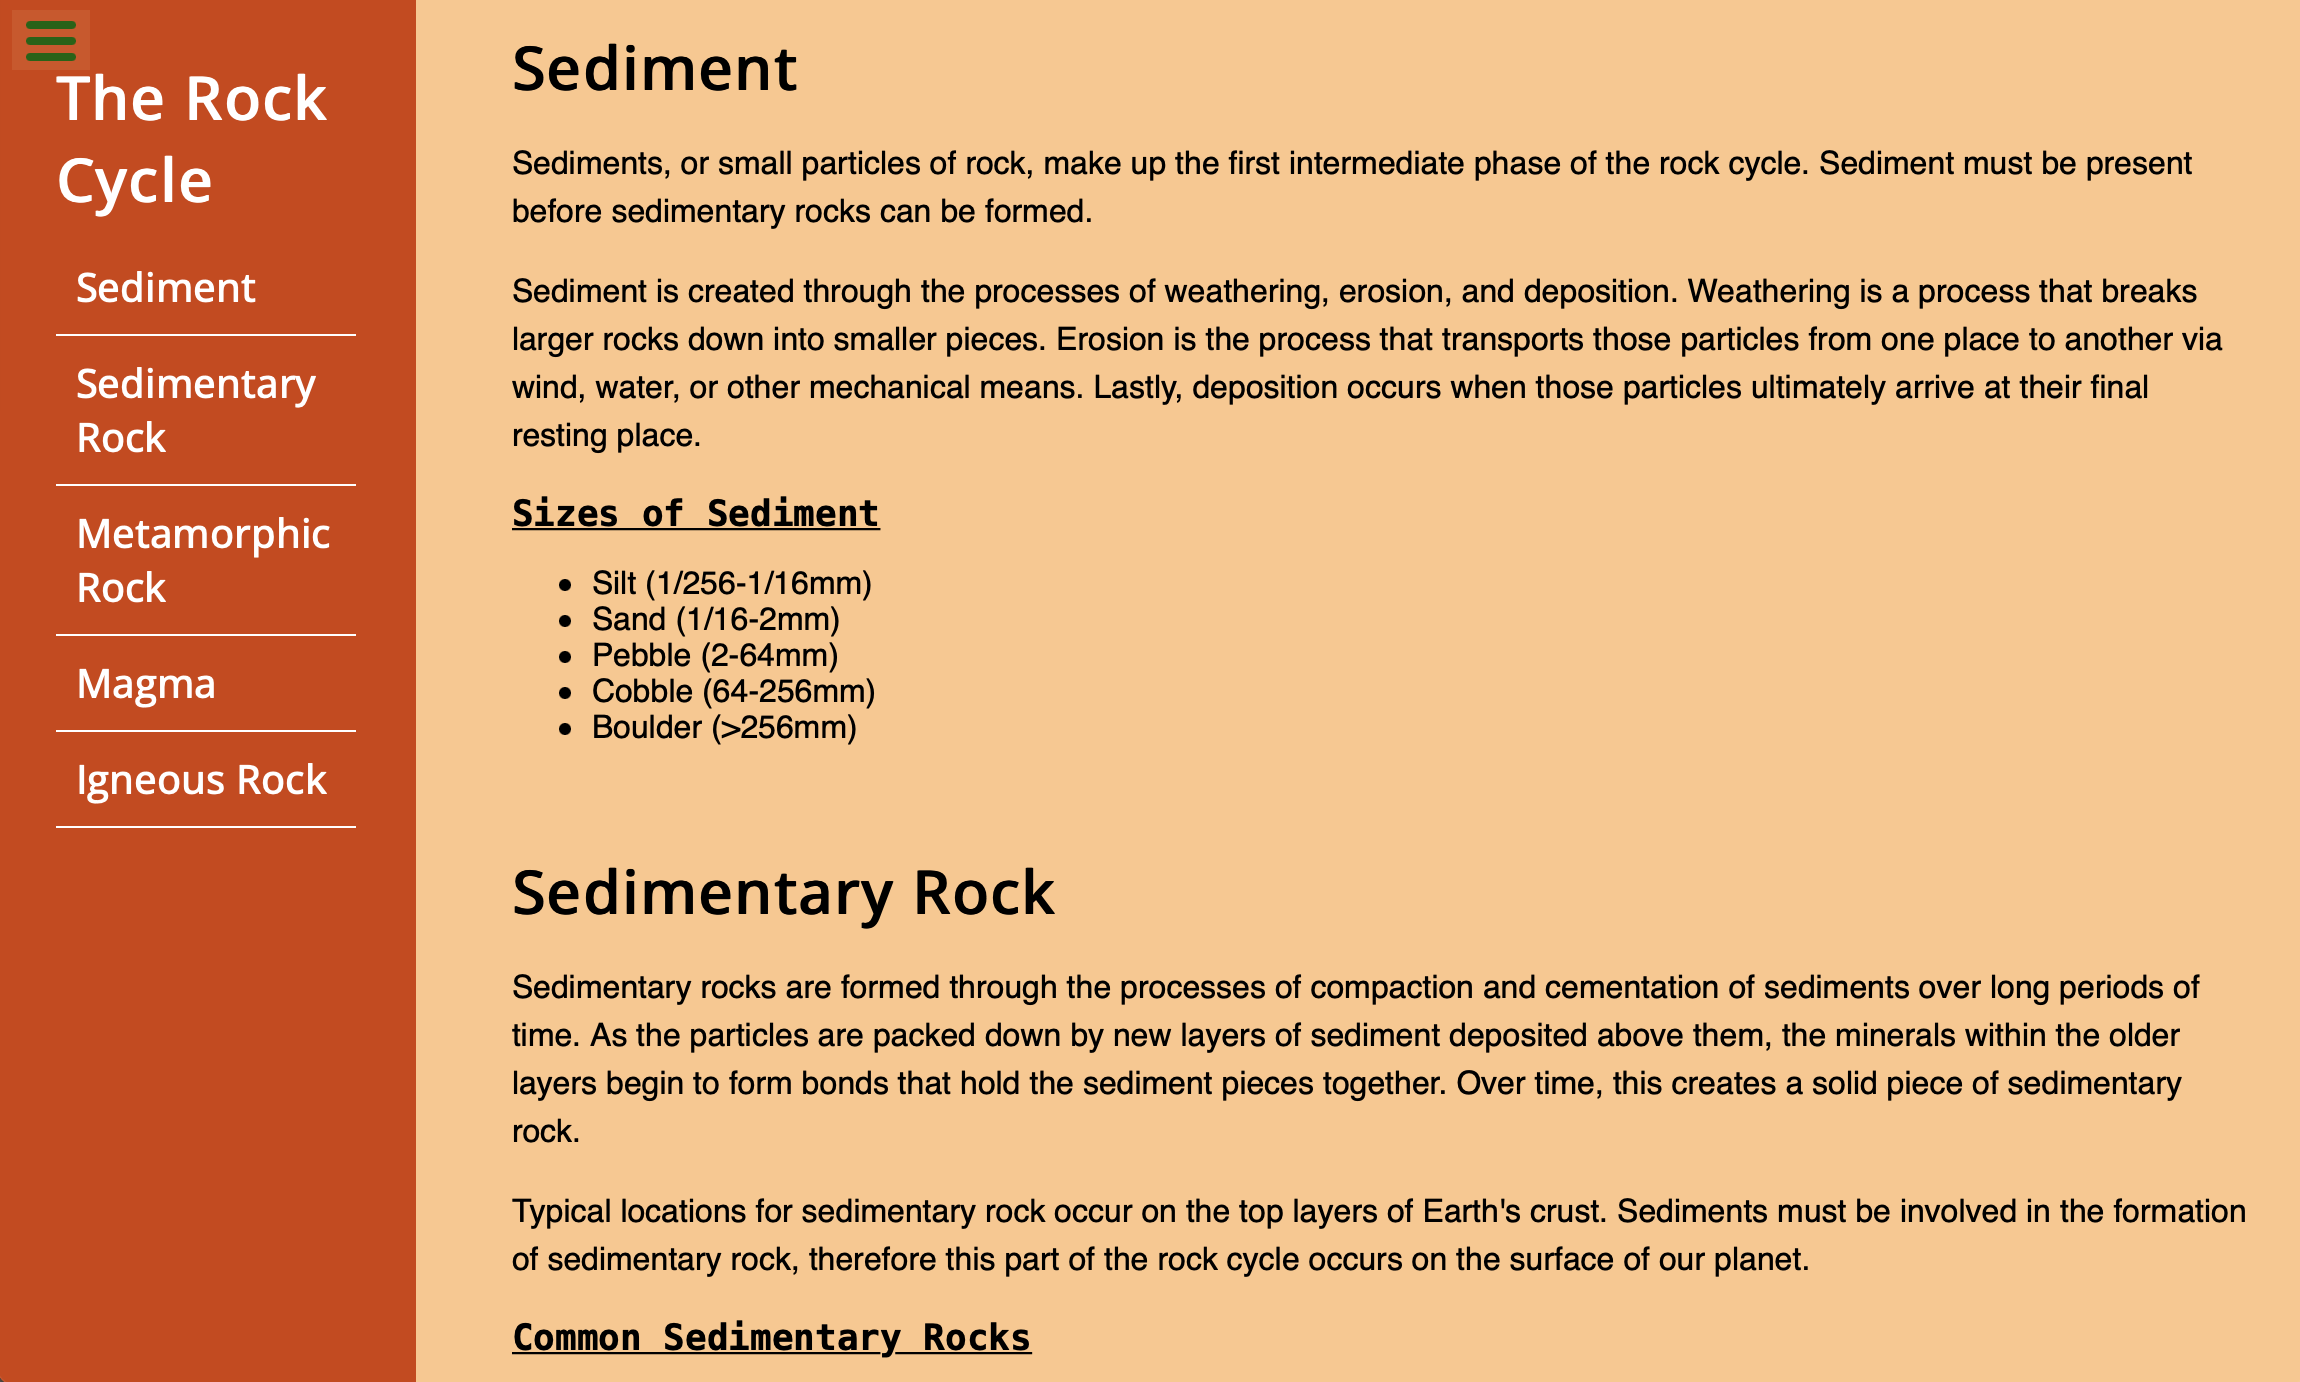 The Rock
Cycle
Sediment
Sedimentary
Rock
Metamorphic
Rock
Magma
Igneous Rock
Sediment
Sediments, or small particles of rock, make up the first intermediate phase of the rock cycle. Sediment must be present
before sedimentary rocks can be formed.
Sediment is created through the processes of weathering, erosion, and deposition. Weathering is a process that breaks
larger rocks down into smaller pieces. Erosion is the process that transports those particles from one place to another via
wind, water, or other mechanical means. Lastly, deposition occurs when those particles ultimately arrive at their final
resting place.
Sizes of Sediment
• Silt (1/256-1/16mm)
• Sand (1/16-2mm)
• Pebble (2-64mm)
• Cobble (64-256mm)
• Boulder (>256mm)
Sedimentary Rock
Sedimentary rocks are formed through the processes of compaction and cementation of sediments over long periods of
time. As the particles are packed down by new layers of sediment deposited above them, the minerals within the older
layers begin to form bonds that hold the sediment pieces together. Over time, this creates a solid piece of sedimentary
rock.
Typical locations for sedimentary rock occur on the top layers of Earth's crust. Sediments must be involved in the formation
of sedimentary rock, therefore this part of the rock cycle occurs on the surface of our planet.
Common Sedimentary Rocks